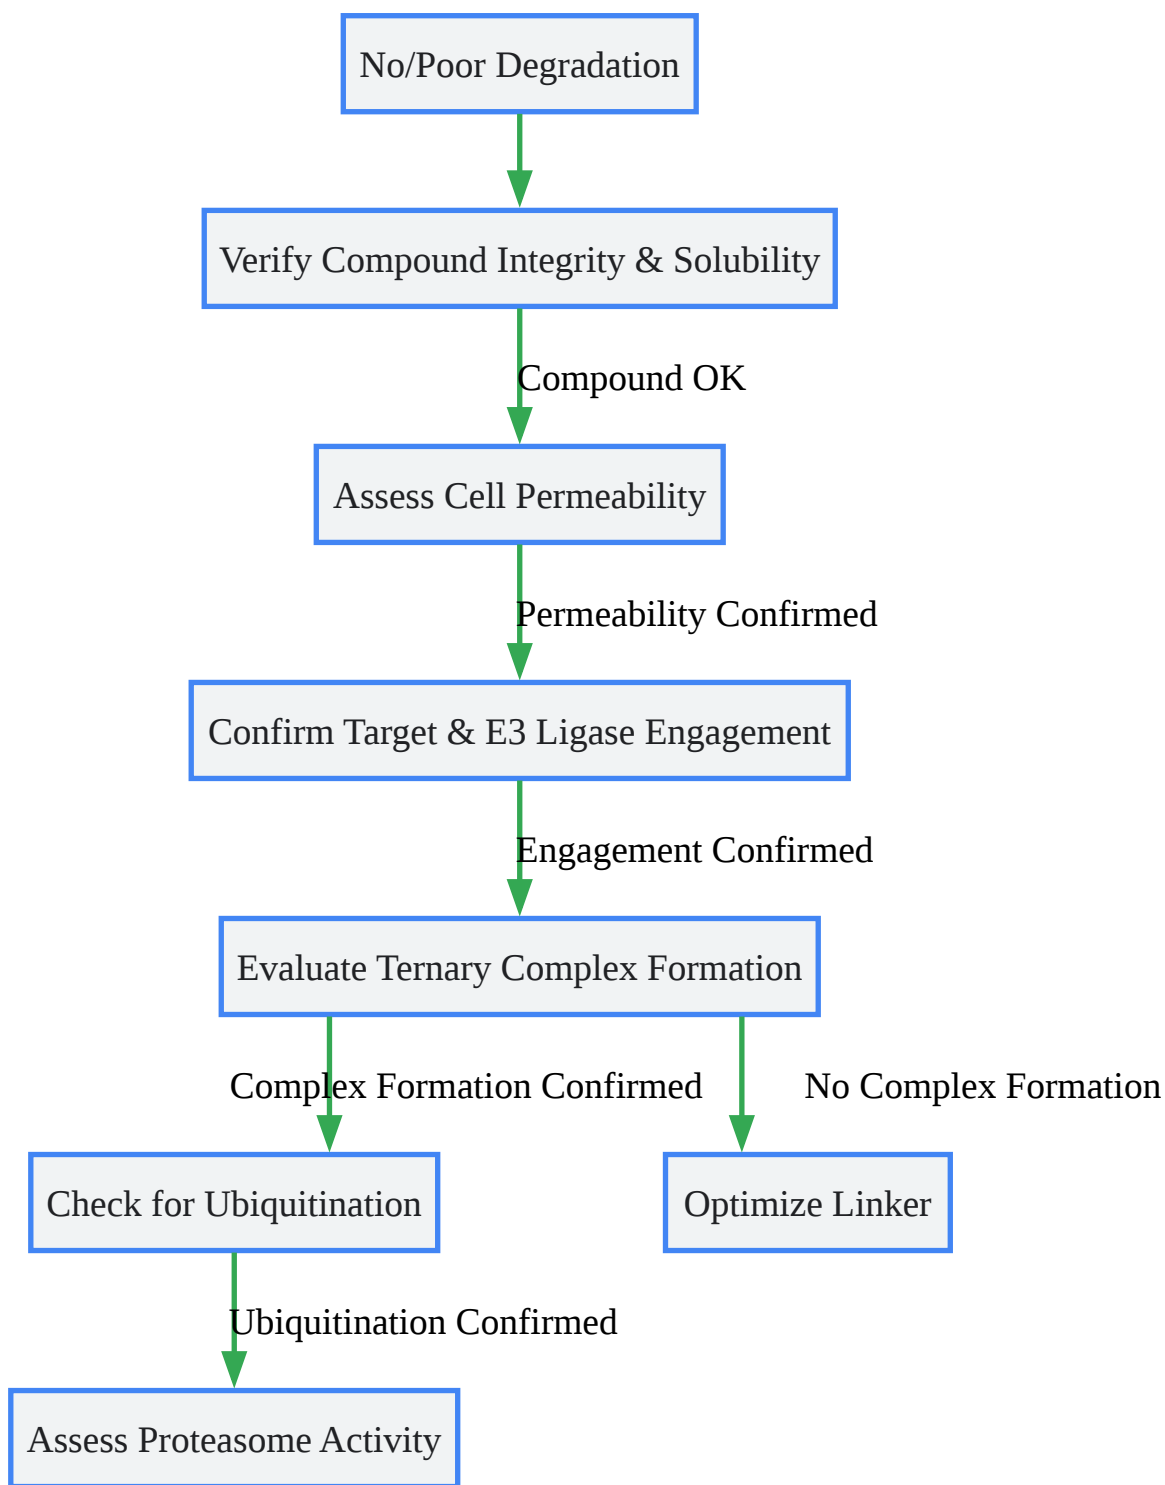 No/Poor Degradation
Verify Compound Integrity & Solubility
Compound OK
Assess Cell Permeability
Permeability Confirmed
Confirm Target & E3 Ligase Engagement
Engagement Confirmed
Evaluate Ternary Complex Formation
Complex Formation Confirmed
No Complex Formation
Check for Ubiquitination
Optimize Linker
Ubiquitination Confirmed
Assess Proteasome Activity